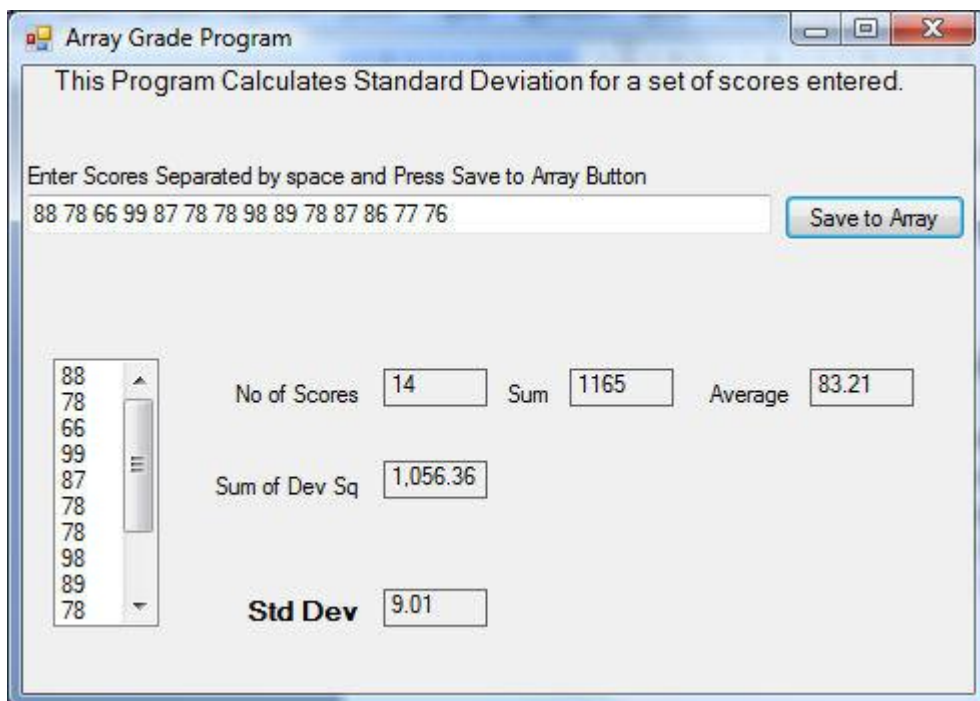 Array Grade Program
This Program Calculates Standard Deviation for a set of scores entered.
Enter Scores Separated by space and Press Save to Array Button
88 78 66 99 87 78 78 98 89 78 87 86 77 76
Save to Array
88
78
66
99
87
78
78
98
89
78
No of Scores 14 Sum 1165 Average 83.21
Sum of Dev Sq 1,056.36
Std Dev 9.01